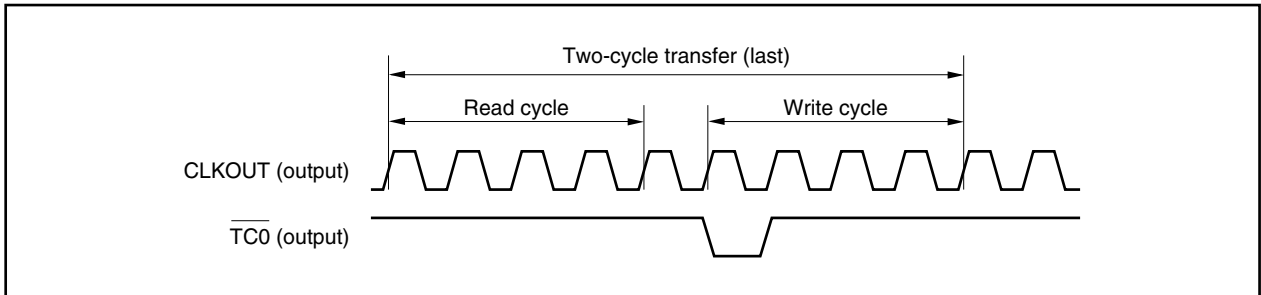 Two-cycle transfer (last)
Read cycle
Write cycle
CLKOUT (output)
TC0 (output)